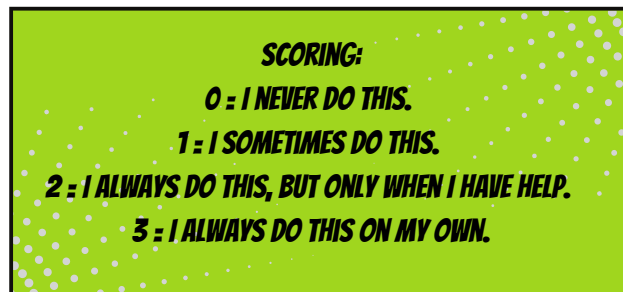 SCORING:
0 = I NEVER DO THIS.
1 = I SOMETIMES DO THIS.
2 = I ALWAYS DO THIS, BUT ONLY WHEN I HAVE HELP.
3 = I ALWAYS DO THIS ON MY OWN.